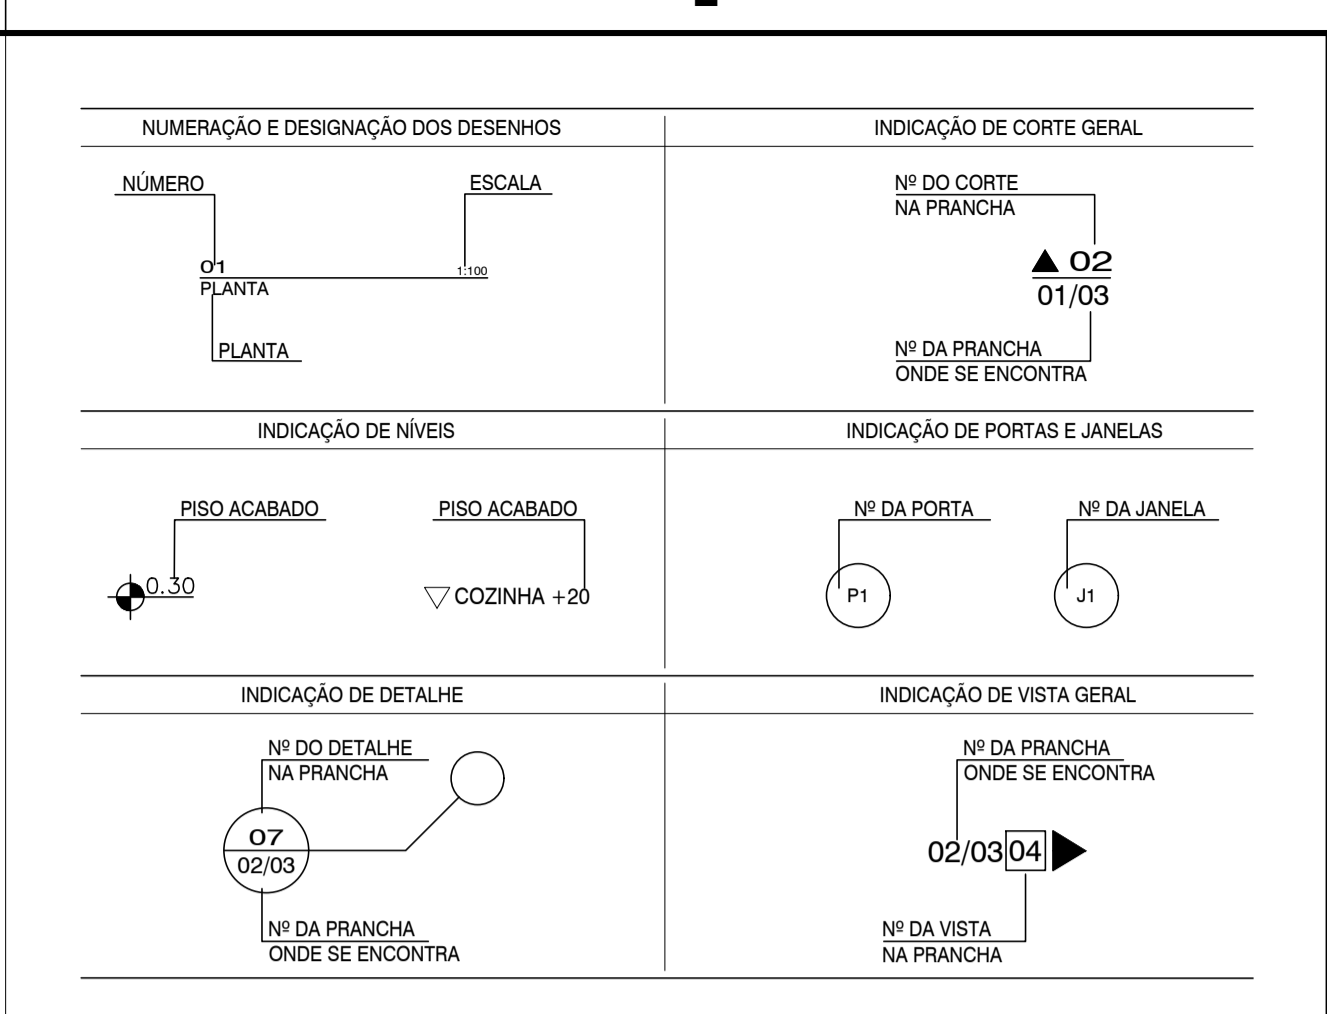 NUMERAÇÃO E DESIGNAÇÃO DOS DESENHOS
NÚMERO
ESCALA
01
1:100
PLANTA
PLANTA
INDICAÇÃO DE CORTE GERAL
Nº DO CORTE
NA PRANCHA
02
01/03
Nº DA PRANCHA
ONDE SE ENCONTRA
INDICAÇÃO DE NÍVEIS
PISO ACABADO
PISO ACABADO
0.30
COZINHA +20
INDICAÇÃO DE PORTAS E JANELAS
Nº DA PORTA
Nº DA JANELA
P1
J1
INDICAÇÃO DE DETALHE
Nº DO DETALHE
NA PRANCHA
07
02/03
Nº DA PRANCHA
ONDE SE ENCONTRA
INDICAÇÃO DE VISTA GERAL
Nº DA PRANCHA
ONDE SE ENCONTRA
02/03 04
Nº DA VISTA
NA PRANCHA